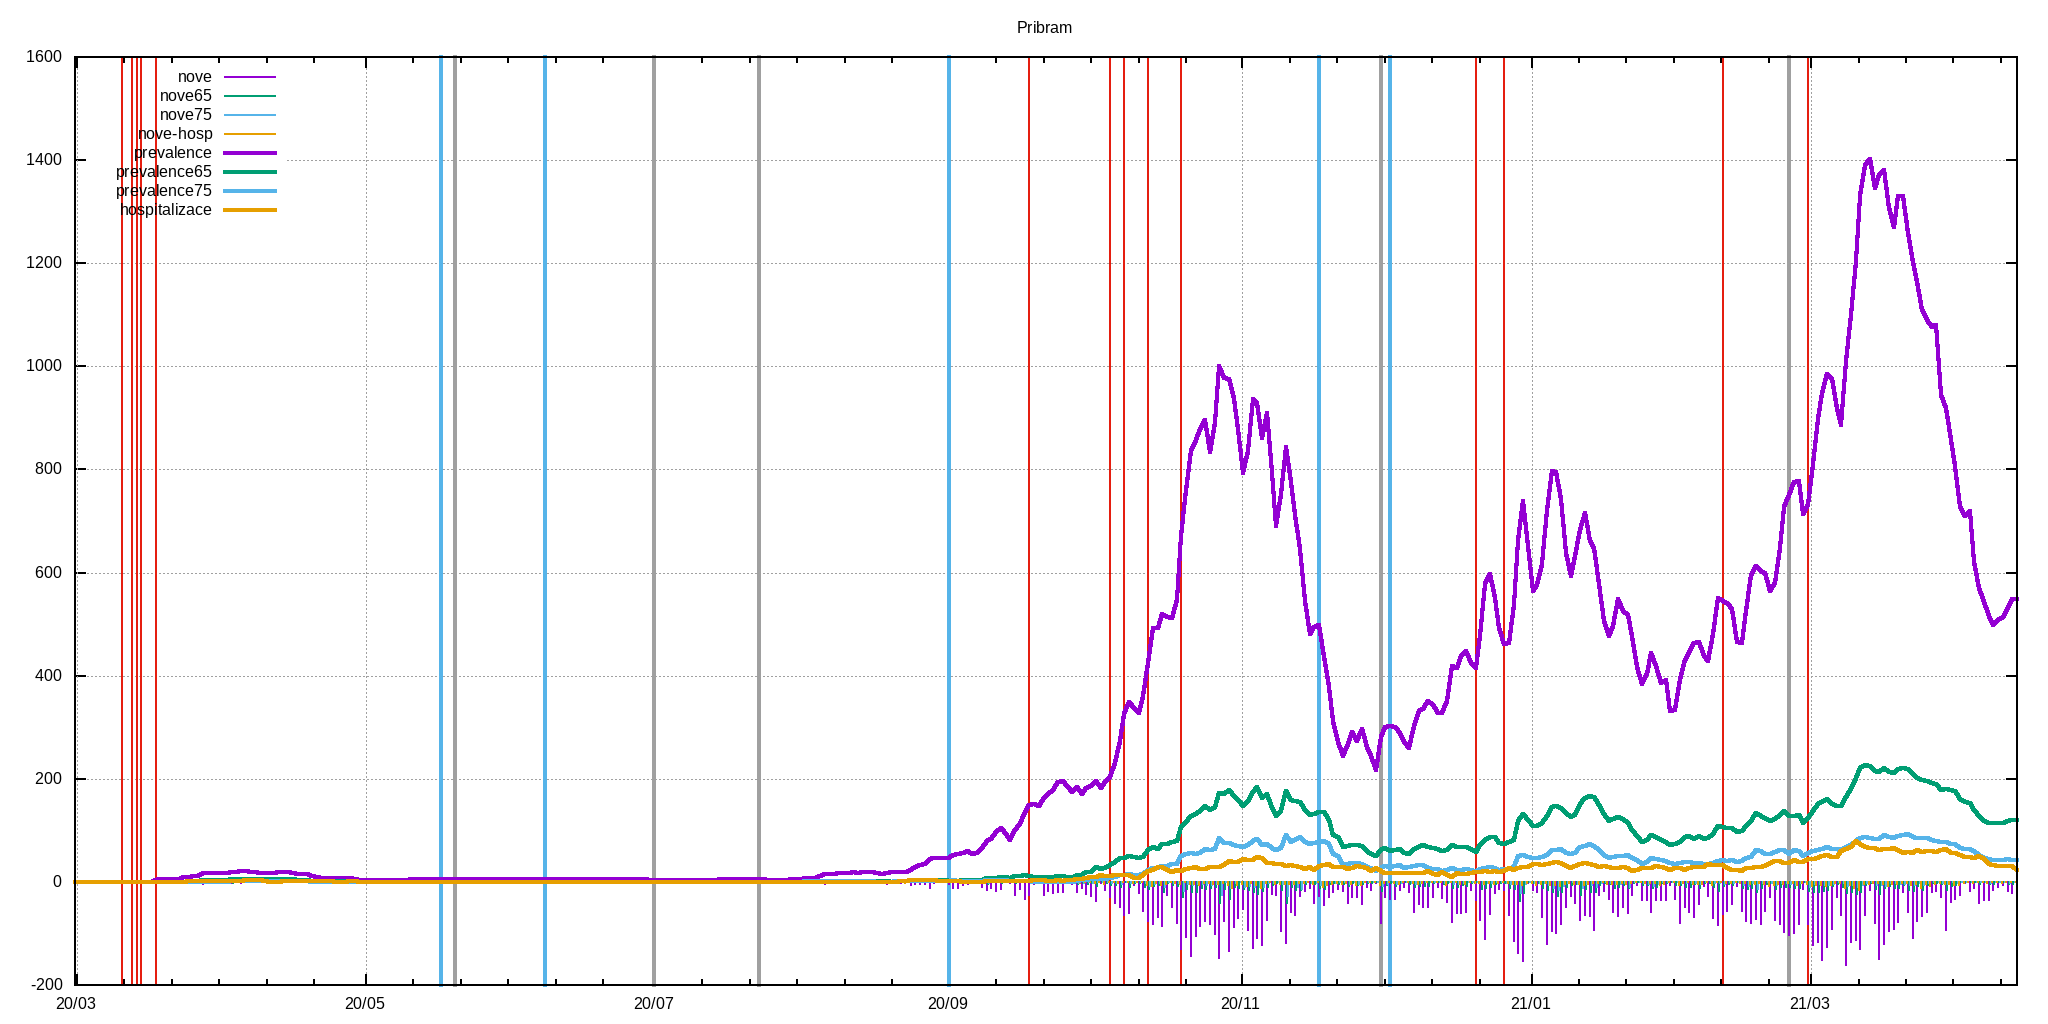 Pribram
1600
1400
1200
1000
800
600
400
200
0
-200
nove
nove65
nove75
nove-hosp
prevalence
prevalence65
prevalence75
hospitalizace
20/03 20/05 20/07 20/09 20/11 21/01 21/03